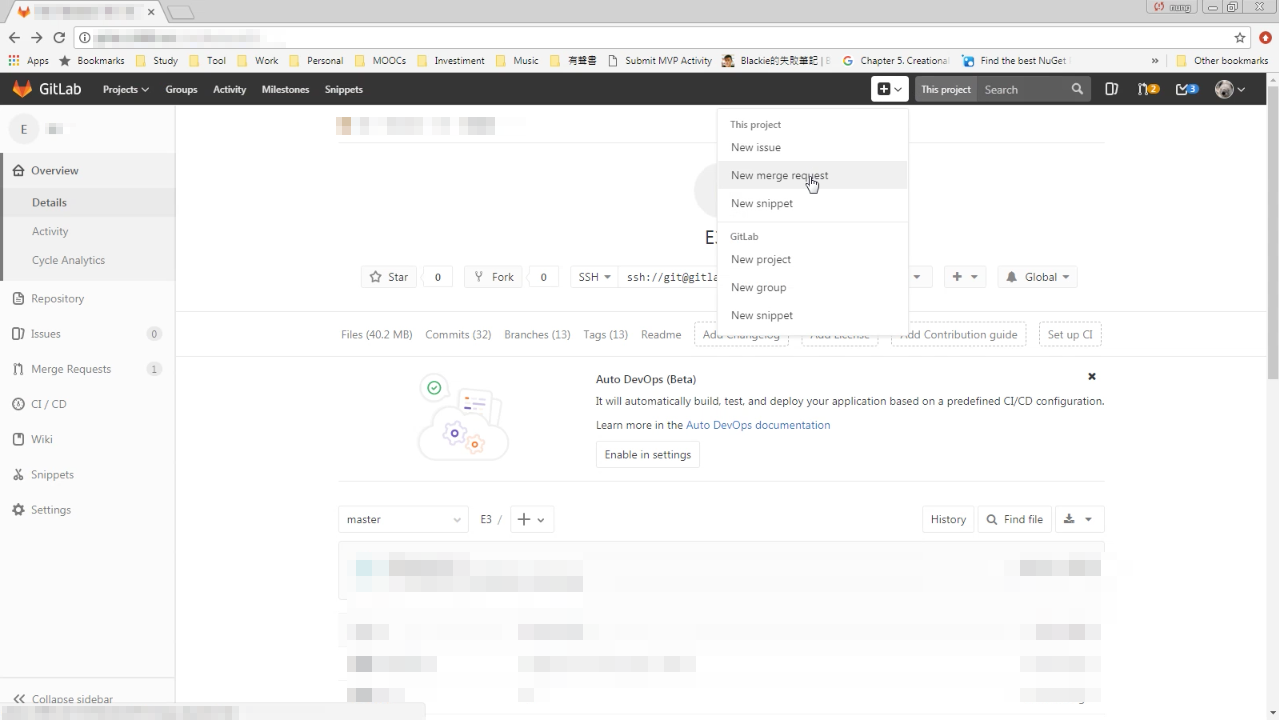 Apps Bookmarks Study Tool Work Personal MOOCs Investiment Music 有聲書 Submit MVP Activity Blackie的失敗筆記 | Chapter 5. Creational Find the best NuGet » Other bookmarks
GitLab Projects Groups Activity Milestones Snippets This project Search 2 3
E
This project
New issue
New merge request
New snippet
GitLab
New project
New group
New snippet
Overview
Details
Activity
Cycle Analytics
Repository
Issues 0
Merge Requests 1
CI / CD
Wiki
Snippets
Settings
Collapse sidebar
Star 0 Fork 0 SSH ssh://git@gitla Global
Files (40.2 MB) Commits (32) Branches (13) Tags (13) Readme Add Changelog Add License Add Contribution guide Set up CI
Auto DevOps (Beta)
It will automatically build, test, and deploy your application based on a predefined CI/CD configuration.
Learn more in the Auto DevOps documentation
Enable in settings
master E3 / History Find file